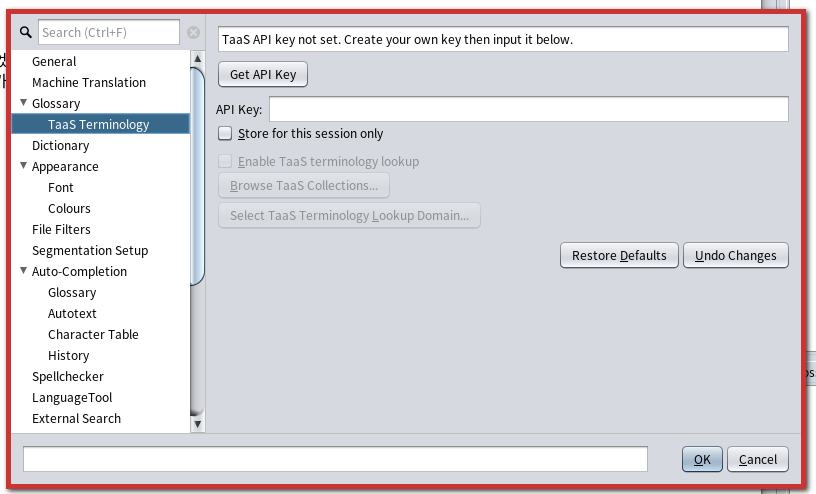 Search (Ctrl+F)
General
Machine Translation
Glossary
TaaS Terminology
Dictionary
Appearance
Font
Colours
File Filters
Segmentation Setup
Auto-Completion
Glossary
Autotext
Character Table
History
Spellchecker
LanguageTool
External Search
TaaS API key not set. Create your own key then input it below.
Get API Key
API Key:
Store for this session only
Enable TaaS terminology lookup
Browse TaaS Collections...
Select TaaS Terminology Lookup Domain...
Restore Defaults
Undo Changes
OK
Cancel